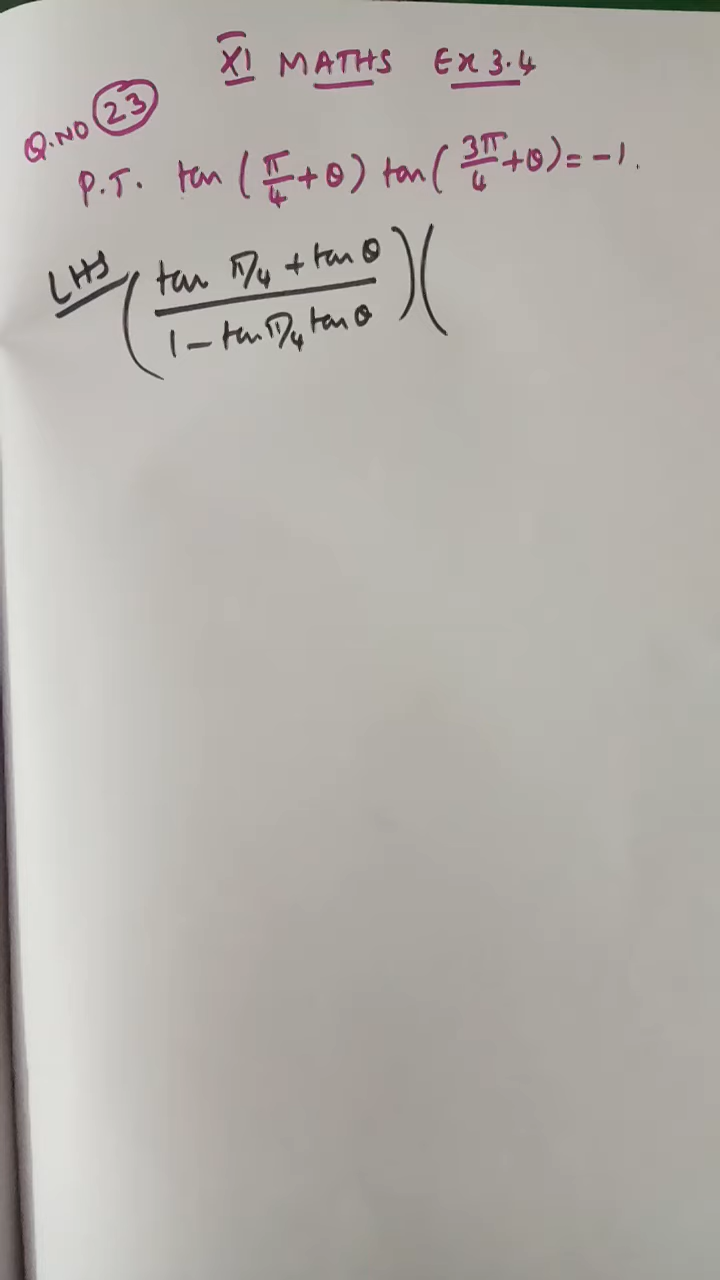 XI MATHS Ex 3.4
Q.NO 23
P.T. tan (π/4 + θ) tan (3π/4 + θ) = -1.
LHS (tan π/4 + tan θ / 1 - tan π/4 tan θ) (